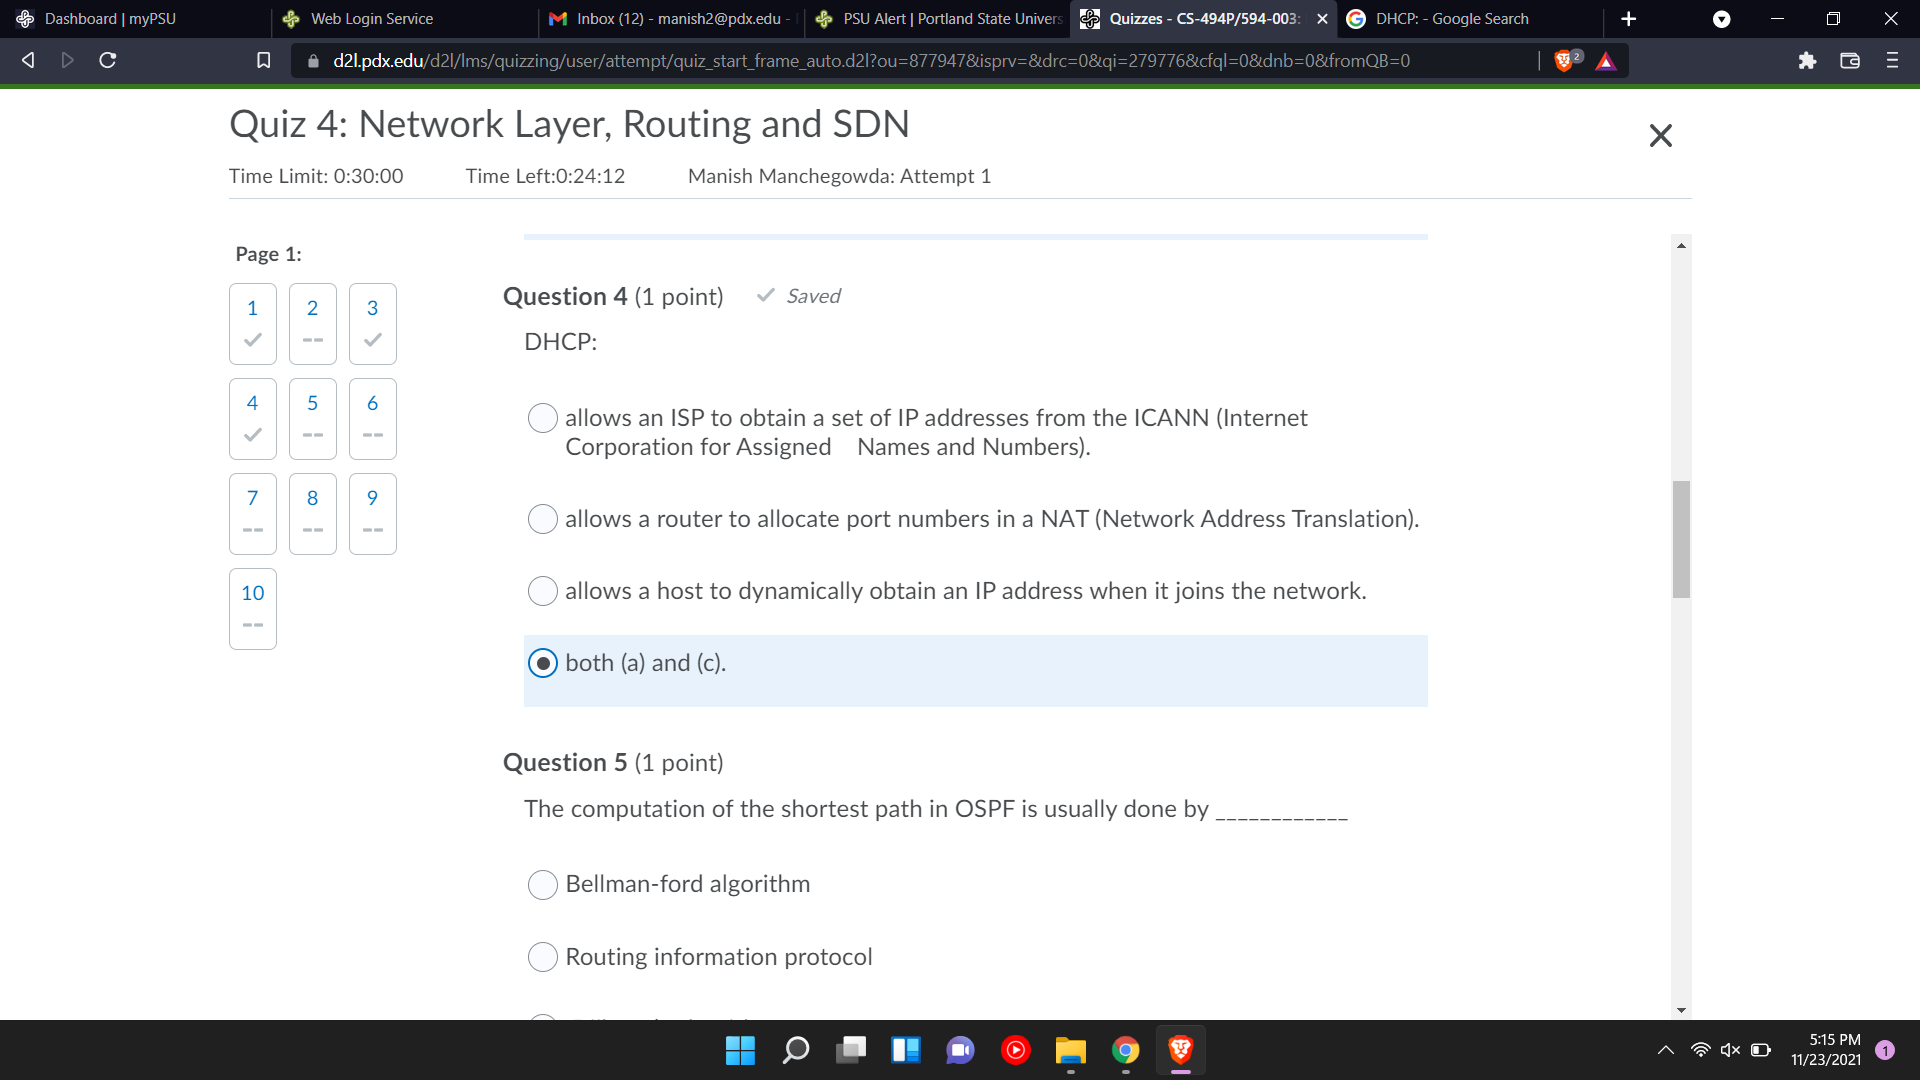 Dashboard | myPSU
Web Login Service
Inbox (12) - manish2@pdx.edu -
PSU Alert | Portland State Univers
Quizzes - CS-494P/594-003:
DHCP: - Google Search
d2l.pdx.edu/d2l/lms/quizzing/user/attempt/quiz_start_frame_auto.d2l?ou=877947&isprv=&drc=0&qi=279776&cfql=0&dnb=0&fromQB=0
2
Quiz 4: Network Layer, Routing and SDN
Time Limit: 0:30:00 Time Left:0:24:12 Manish Manchegowda: Attempt 1
Page 1:
1 2 3
-- 
4 5 6
-- --
7 8 9
-- -- --
10
--
Question 4 (1 point) Saved
DHCP:
allows an ISP to obtain a set of IP addresses from the ICANN (Internet
Corporation for Assigned Names and Numbers).
allows a router to allocate port numbers in a NAT (Network Address Translation).
allows a host to dynamically obtain an IP address when it joins the network.
both (a) and (c).
Question 5 (1 point)
The computation of the shortest path in OSPF is usually done by ____________
Bellman-ford algorithm
Routing information protocol
5:15 PM
11/23/2021
1